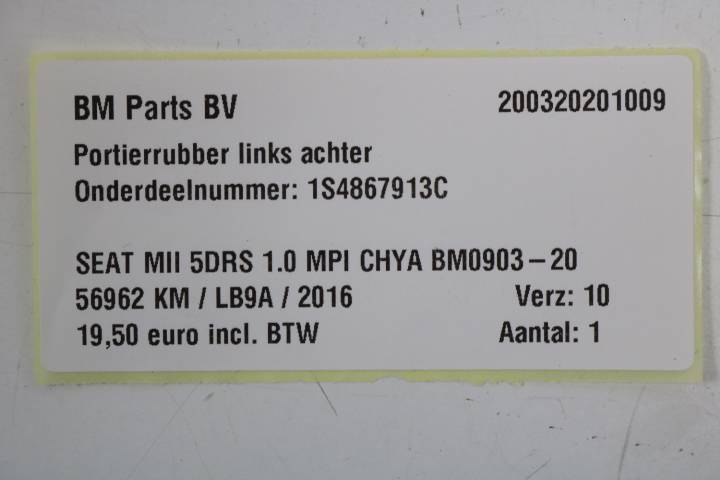 BM Parts BV 200320201009
Portierrubber links achter
Onderdeelnummer: 1S4867913C
SEAT MII 5DRS 1.0 MPI CHYA BM0903-20
56962 KM / LB9A / 2016 Verz: 10
19,50 euro incl. BTW Aantal: 1